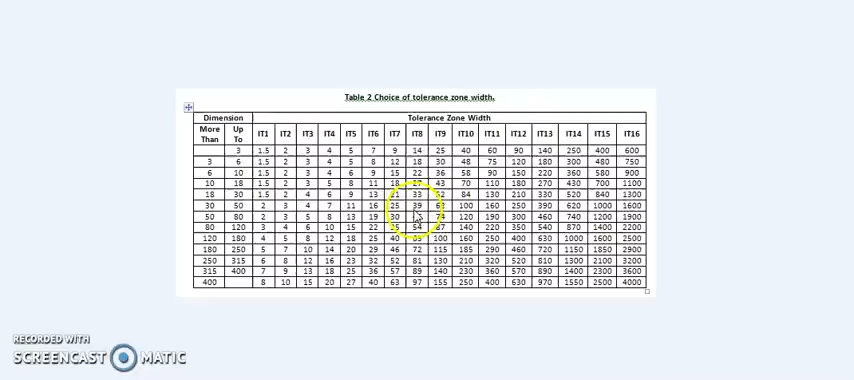 Table 2 Choice of tolerance zone width.
Dimension Tolerance Zone Width
More Than Up To IT1 IT2 IT3 IT4 IT5 IT6 IT7 IT8 IT9 IT10 IT11 IT12 IT13 IT14 IT15 IT16
3 1.5 2 3 4 5 7 9 14 25 40 60 90 140 250 400 600
3 6 1.5 2 3 4 5 8 12 18 30 48 75 120 180 300 480 750
6 10 1.5 2 3 4 6 9 15 22 36 58 90 150 220 360 580 900
10 18 1.5 2 3 5 8 11 18 27 43 70 110 180 270 430 700 1100
18 30 1.5 2 4 6 9 13 21 33 52 84 130 210 330 520 840 1300
30 50 2 3 4 7 11 16 25 39 100 160 250 390 620 1000 1600
50 80 2 3 5 8 13 19 30 74 120 190 300 460 740 1200 1900
80 120 3 4 6 10 15 22 54 87 140 220 350 540 870 1400 2200
120 180 4 5 8 12 18 25 40 100 160 250 400 630 1000 1600 2500
180 250 5 7 10 14 20 29 46 72 115 185 290 460 720 1150 1850 2900
250 315 6 8 12 16 23 32 52 81 130 210 320 520 810 1300 2100 3200
315 400 7 9 13 18 25 36 57 89 140 230 360 570 890 1400 2300 3600
400 8 10 15 20 27 40 63 97 155 250 400 630 970 1550 2500 4000
RECORDED WITH
SCREENCAST MATIC